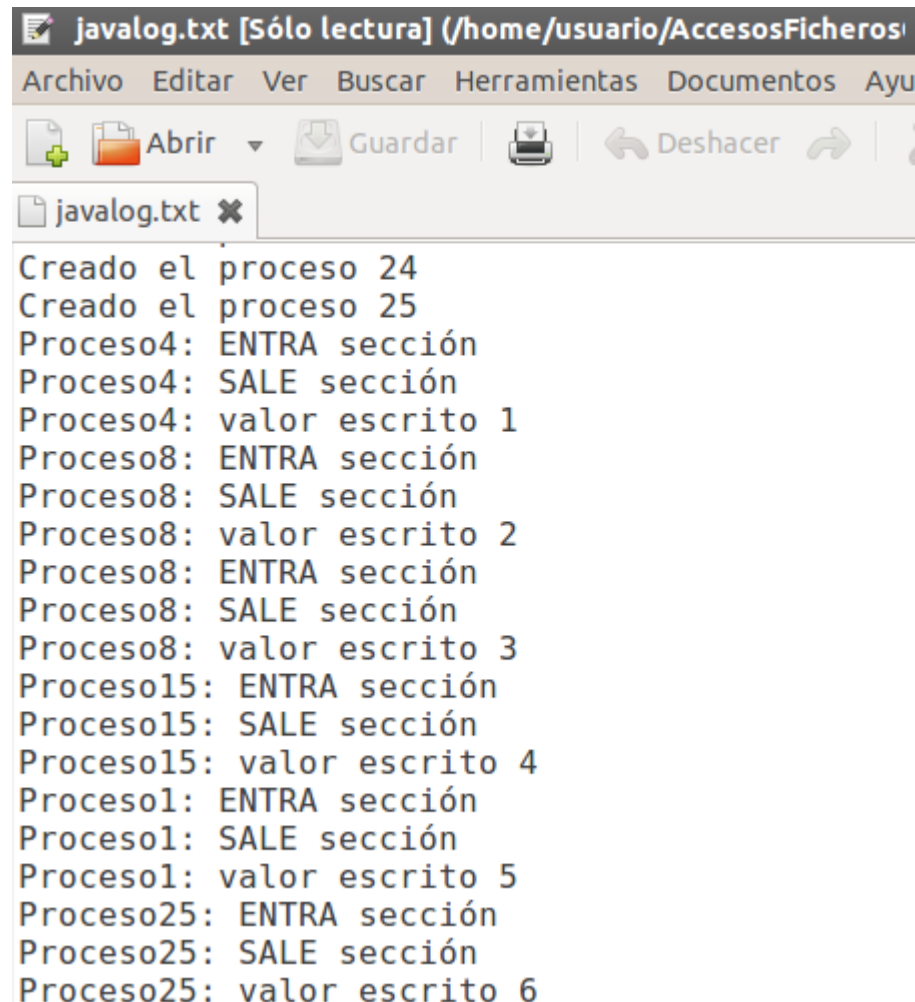 javalog.txt [Sólo lectura] (/home/usuario/AccesosFicheros
Archivo Editar Ver Buscar Herramientas Documentos Ayu
Abrir Guardar Deshacer
javalog.txt
Creado el proceso 24
Creado el proceso 25
Proceso4: ENTRA sección
Proceso4: SALE sección
Proceso4: valor escrito 1
Proceso8: ENTRA sección
Proceso8: SALE sección
Proceso8: valor escrito 2
Proceso8: ENTRA sección
Proceso8: SALE sección
Proceso8: valor escrito 3
Proceso15: ENTRA sección
Proceso15: SALE sección
Proceso15: valor escrito 4
Proceso1: ENTRA sección
Proceso1: SALE sección
Proceso1: valor escrito 5
Proceso25: ENTRA sección
Proceso25: SALE sección
Proceso25: valor escrito 6